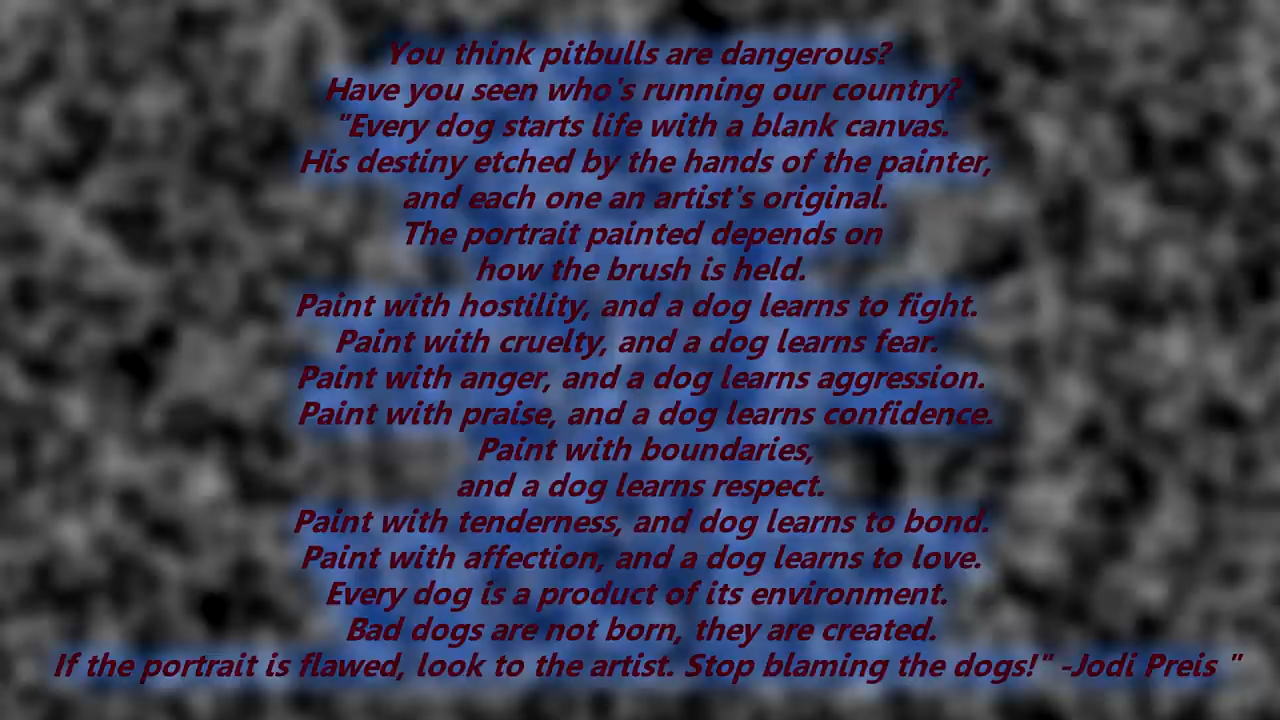 You think pitbulls are dangerous?
Have you seen who's running our country?
"Every dog starts life with a blank canvas.
His destiny etched by the hands of the painter,
and each one an artist's original.
The portrait painted depends on
how the brush is held.
Paint with hostility, and a dog learns to fight.
Paint with cruelty, and a dog learns fear.
Paint with anger, and a dog learns aggression.
Paint with praise, and a dog learns confidence.
Paint with boundaries,
and a dog learns respect.
Paint with tenderness, and dog learns to bond.
Paint with affection, and a dog learns to love.
Every dog is a product of its environment.
Bad dogs are not born, they are created.
If the portrait is flawed, look to the artist. Stop blaming the dogs!" -Jodi Preis "